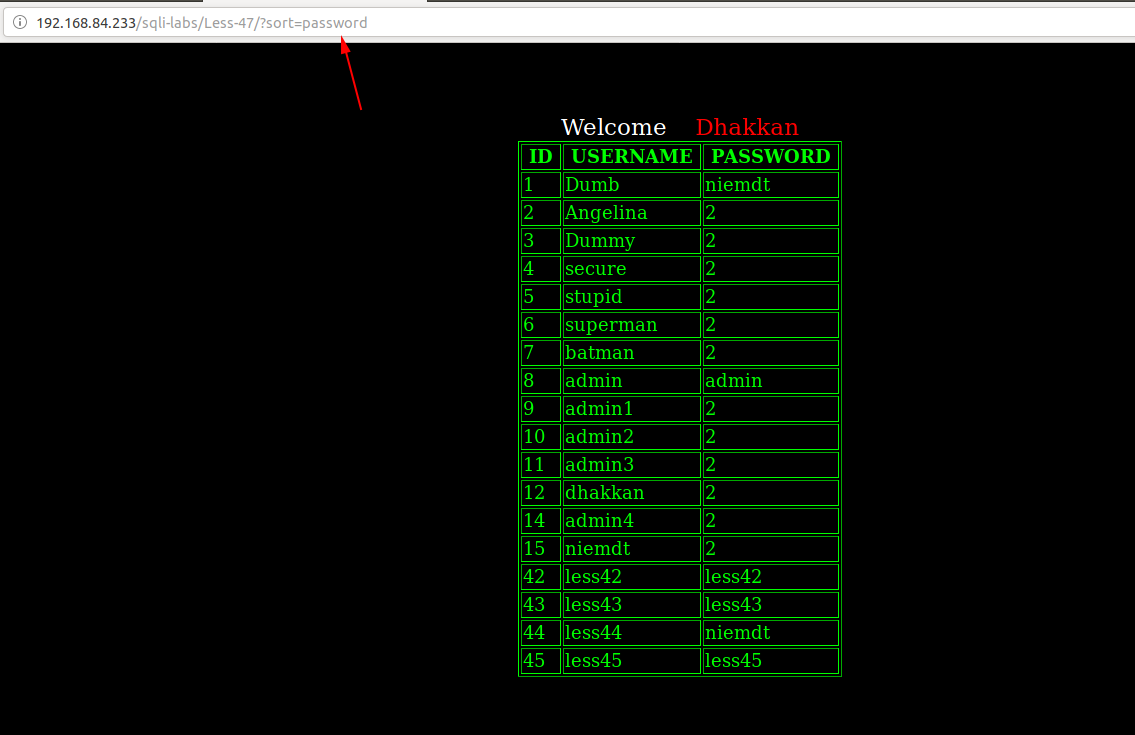 192.168.84.233/sqli-labs/Less-47/?sort=password
Welcome Dhakkan
ID USERNAME PASSWORD
1 Dumb niemdt
2 Angelina 2
3 Dummy 2
4 secure 2
5 stupid 2
6 superman 2
7 batman 2
8 admin admin
9 admin1 2
10 admin2 2
11 admin3 2
12 dhakkan 2
14 admin4 2
15 niemdt 2
42 less42 less42
43 less43 less43
44 less44 niemdt
45 less45 less45